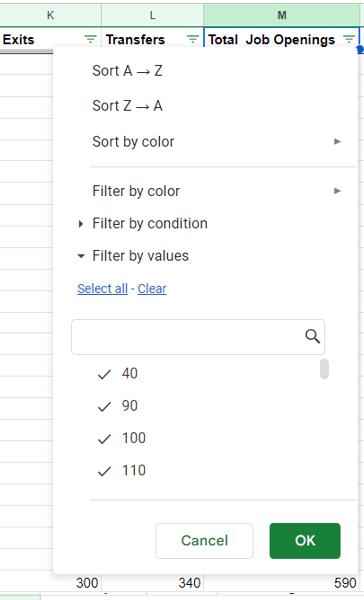 K L M
Exits Transfers Total Job Openings
Sort A → Z
Sort Z → A
Sort by color
Filter by color
Filter by condition
Filter by values
Select all - Clear
40
90
100
110
Cancel OK
300 340 590